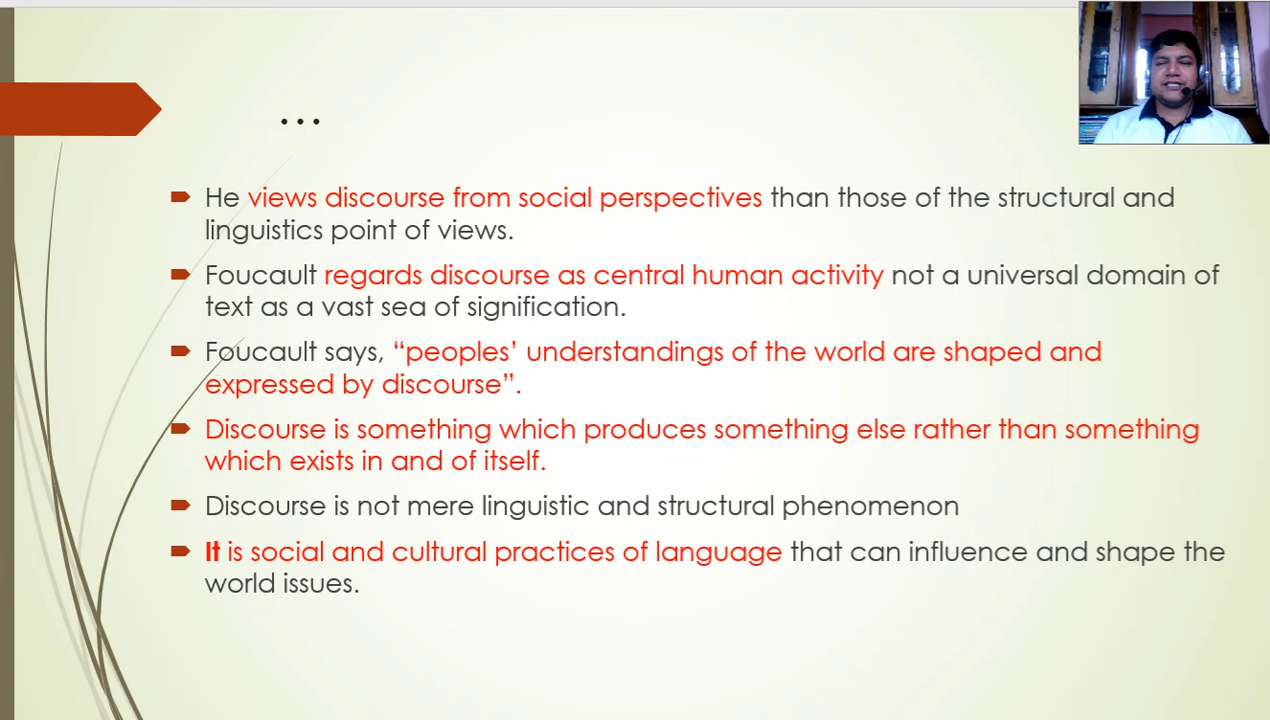 ...
He views discourse from social perspectives than those of the structural and
linguistics point of views.
Foucault regards discourse as central human activity not a universal domain of
text as a vast sea of signification.
Foucault says, “peoples’ understandings of the world are shaped and
expressed by discourse”.
Discourse is something which produces something else rather than something
which exists in and of itself.
Discourse is not mere linguistic and structural phenomenon
It is social and cultural practices of language that can influence and shape the
world issues.